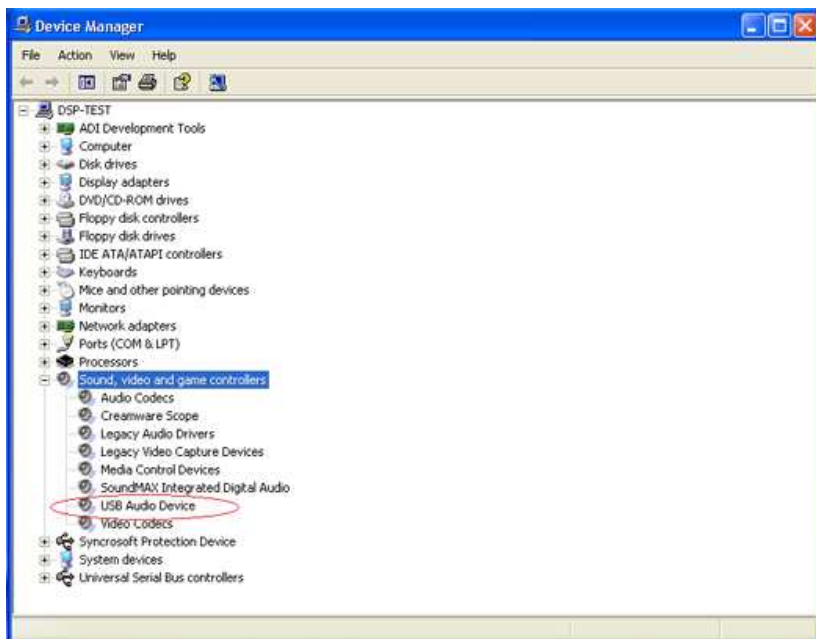 Device Manager
File Action View Help
DSP-TEST
ADI Development Tools
Computer
Disk drives
Display adapters
DVD/CD-ROM drives
Floppy disk controllers
Floppy disk drives
IDE ATA/ATAPI controllers
Keyboards
Mice and other pointing devices
Monitors
Network adapters
Ports (COM & LPT)
Processors
Sound, video and game controllers
Audio Codecs
Creamware Scope
Legacy Audio Drivers
Legacy Video Capture Devices
Media Control Devices
SoundMAX Integrated Digital Audio
USB Audio Device
Video Codecs
Syncrosoft Protection Device
System devices
Universal Serial Bus controllers